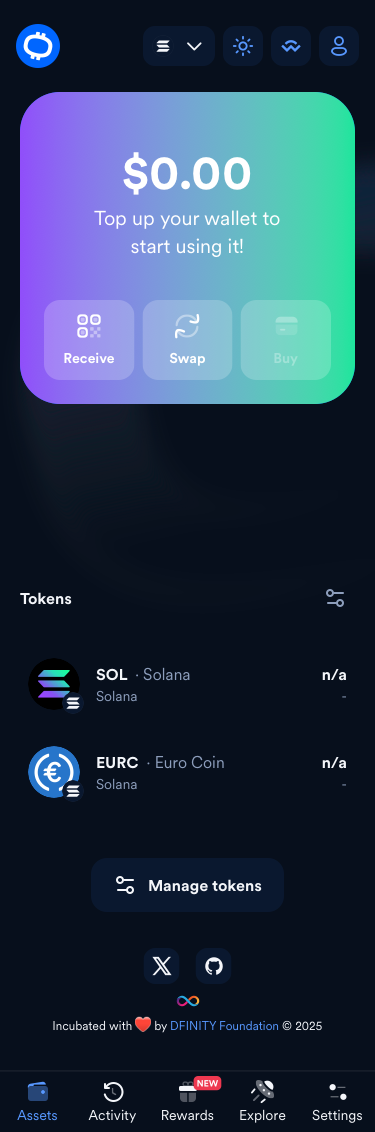 $0.00
Top up your wallet to
start using it!
Receive Swap Buy
Tokens
SOL · Solana n/a
Solana -
EURC · Euro Coin n/a
Solana -
Manage tokens
Incubated with ❤️ by DFINITY Foundation © 2025
NEW
Assets Activity Rewards Explore Settings